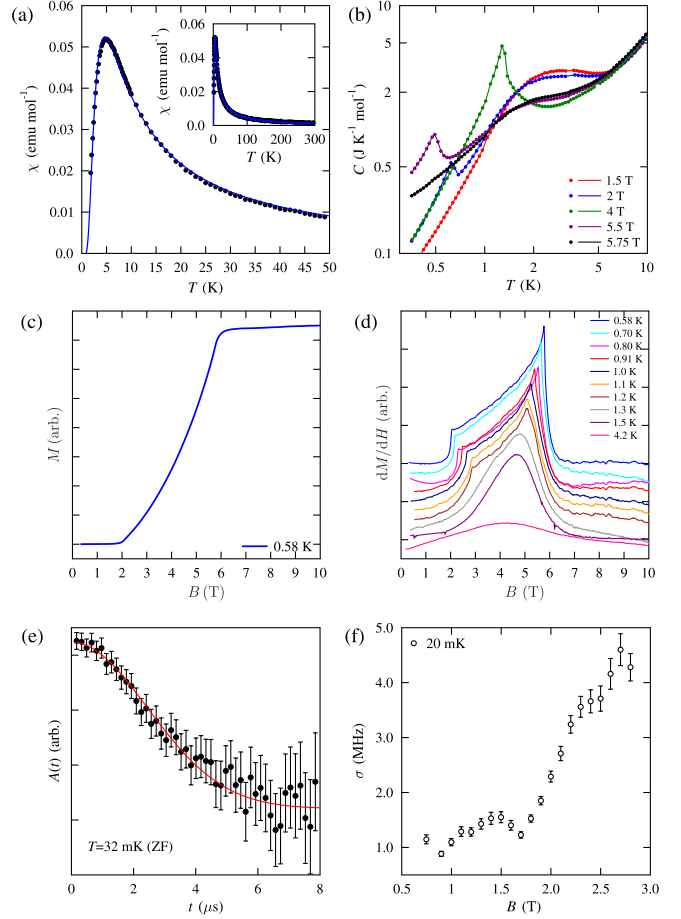 (a)
0.06
0.05
0.04
0.03
0.02
0.01
0.0
χ (emu mol⁻¹)
0 5 10 15 20 25 30 35 40 45 50
T (K)
0.06
0.04
0.02
0.0
χ (emu mol⁻¹)
0 100 200 300
T (K)
(b)
5
2
0.5
0.1
C (J K⁻¹ mol⁻¹)
0.5 1 2 5 10
T (K)
1.5 T
2 T
4 T
5.5 T
5.75 T
(c)
M (arb.)
0 1 2 3 4 5 6 7 8 9 10
B (T)
0.58 K
(d)
dM/dH (arb.)
0 1 2 3 4 5 6 7 8 9 10
B (T)
0.58 K
0.70 K
0.80 K
0.91 K
1.0 K
1.1 K
1.2 K
1.3 K
1.5 K
4.2 K
(e)
A(t) (arb.)
T=32 mK (ZF)
0 2 4 6 8
t (μs)
(f)
20 mK
5.0
4.0
3.0
2.0
1.0
σ (MHz)
0.5 1.0 1.5 2.0 2.5 3.0
B (T)